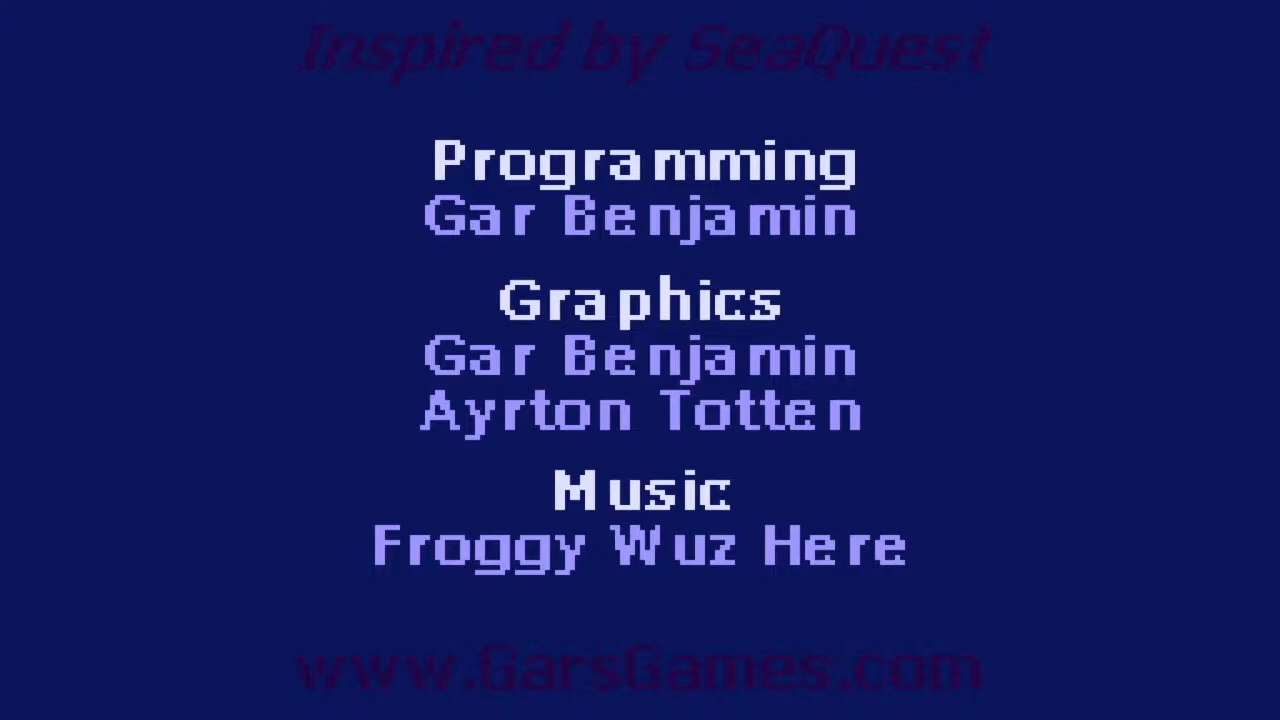 Inspired by SeaQuest
Programming
Gar Benjamin
Graphics
Gar Benjamin
Ayrton Totten
Music
Froggy Wuz Here
www.GarsGames.com